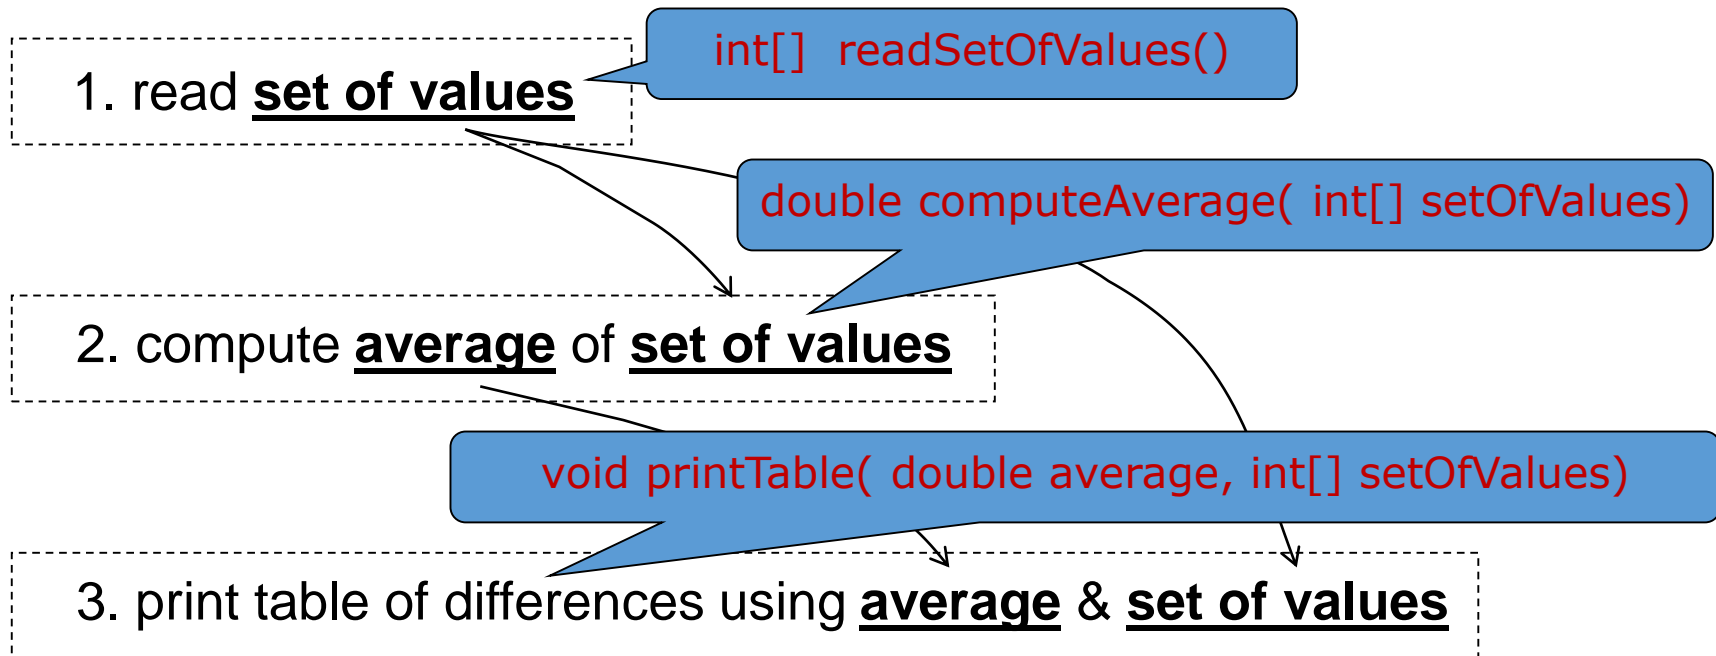 int[]  readSetOfValues()
1. read set of values
double computeAverage( int[] setOfValues)
2. compute average of set of values
void printTable( double average, int[] setOfValues)
3. print table of differences using average & set of values